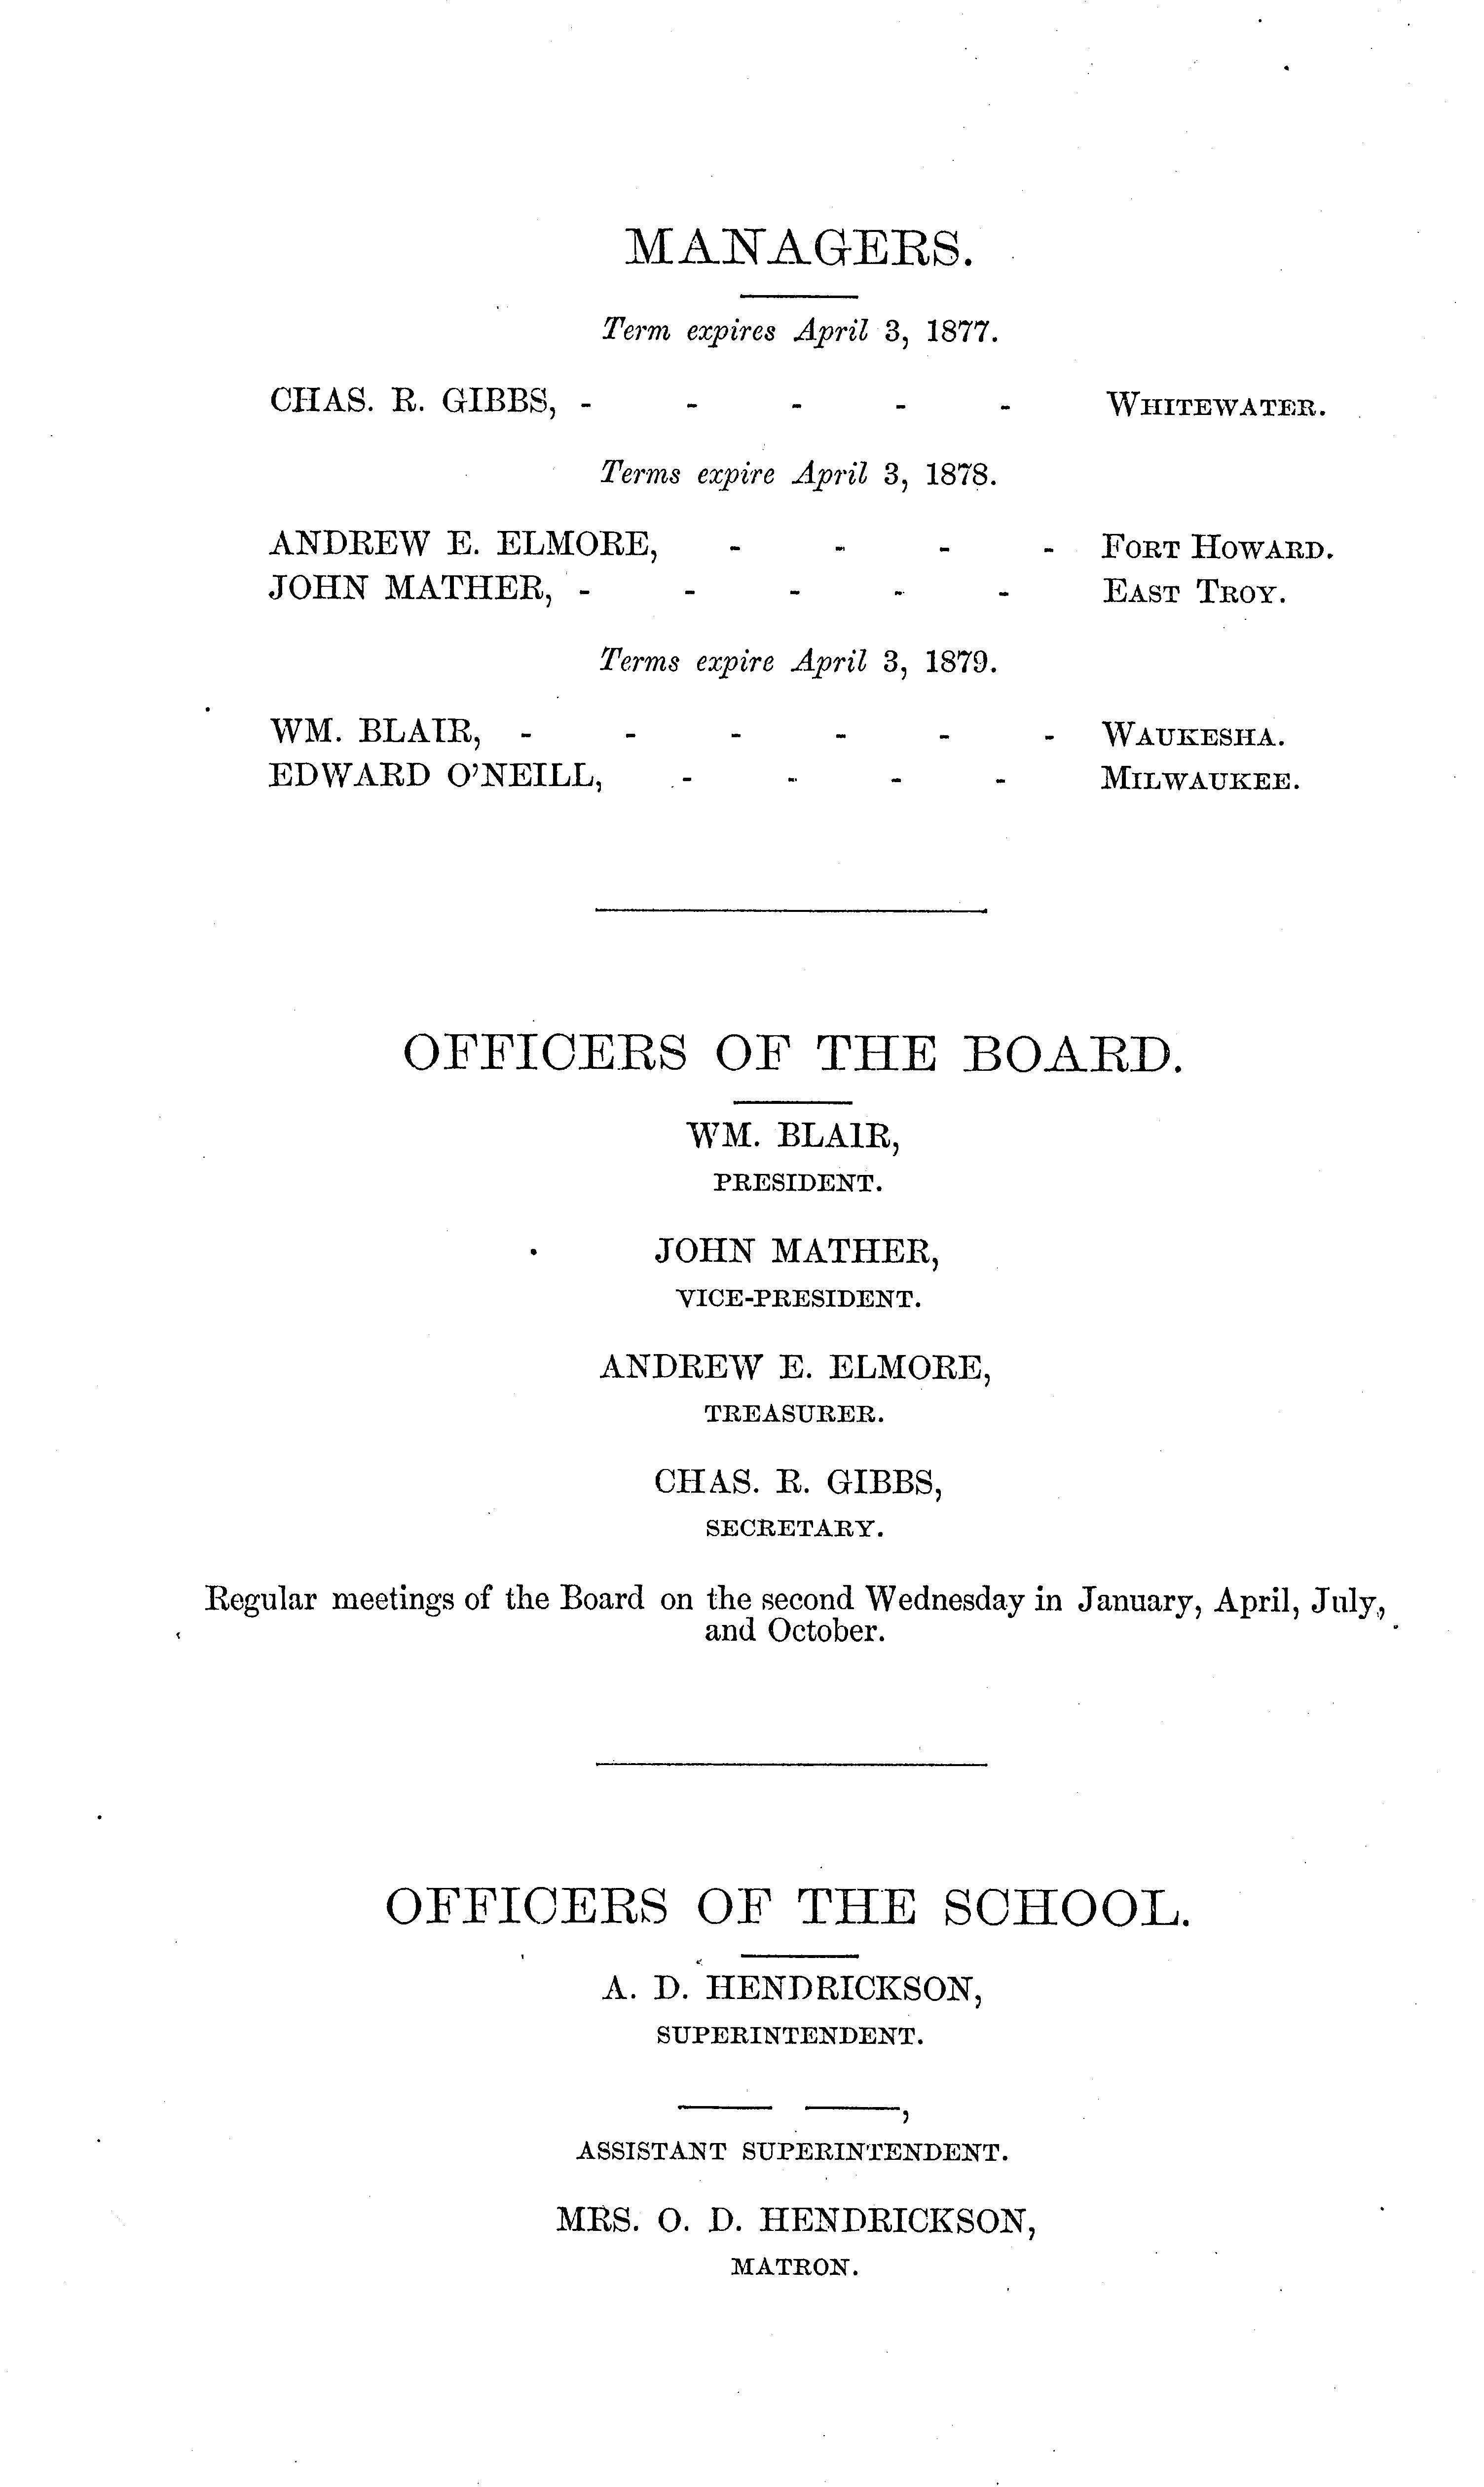 MANAGERS.
Term expires April 3, 1877.
CHAS. R. GIBBS, - - - - - WHITEWATER.
Terms expire April 3, 1878.
ANDREW E. ELMORE, - - - - FORT HOWARD.
JOHN MATHER, - - - - - EAST TROY.
Terms expire April 3, 1879.
WM. BLAIR, - - - - - - WAUKESHA.
EDWARD O'NEILL, - - - - MILWAUKEE.
OFFICERS OF THE BOARD.
WM. BLAIR,
PRESIDENT.
JOHN MATHER,
VICE-PRESIDENT.
ANDREW E. ELMORE,
TREASURER.
CHAS. R. GIBBS,
SECRETARY.
Regular meetings of the Board on the second Wednesday in January, April, July,
and October.
OFFICERS OF THE SCHOOL.
A. D. HENDRICKSON,
SUPERINTENDENT.
—— ——,
ASSISTANT SUPERINTENDENT.
MRS. O. D. HENDRICKSON,
MATRON.